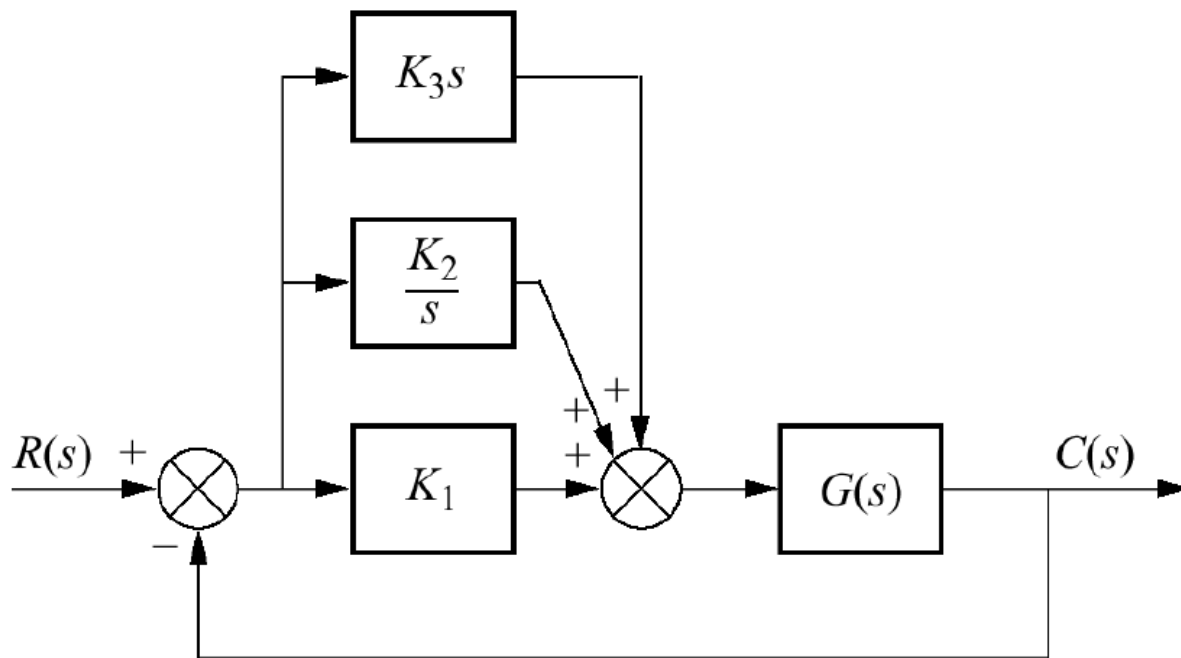 K₃s
K₂
s
+
+
R(s) + K₁ + G(s) C(s)
−